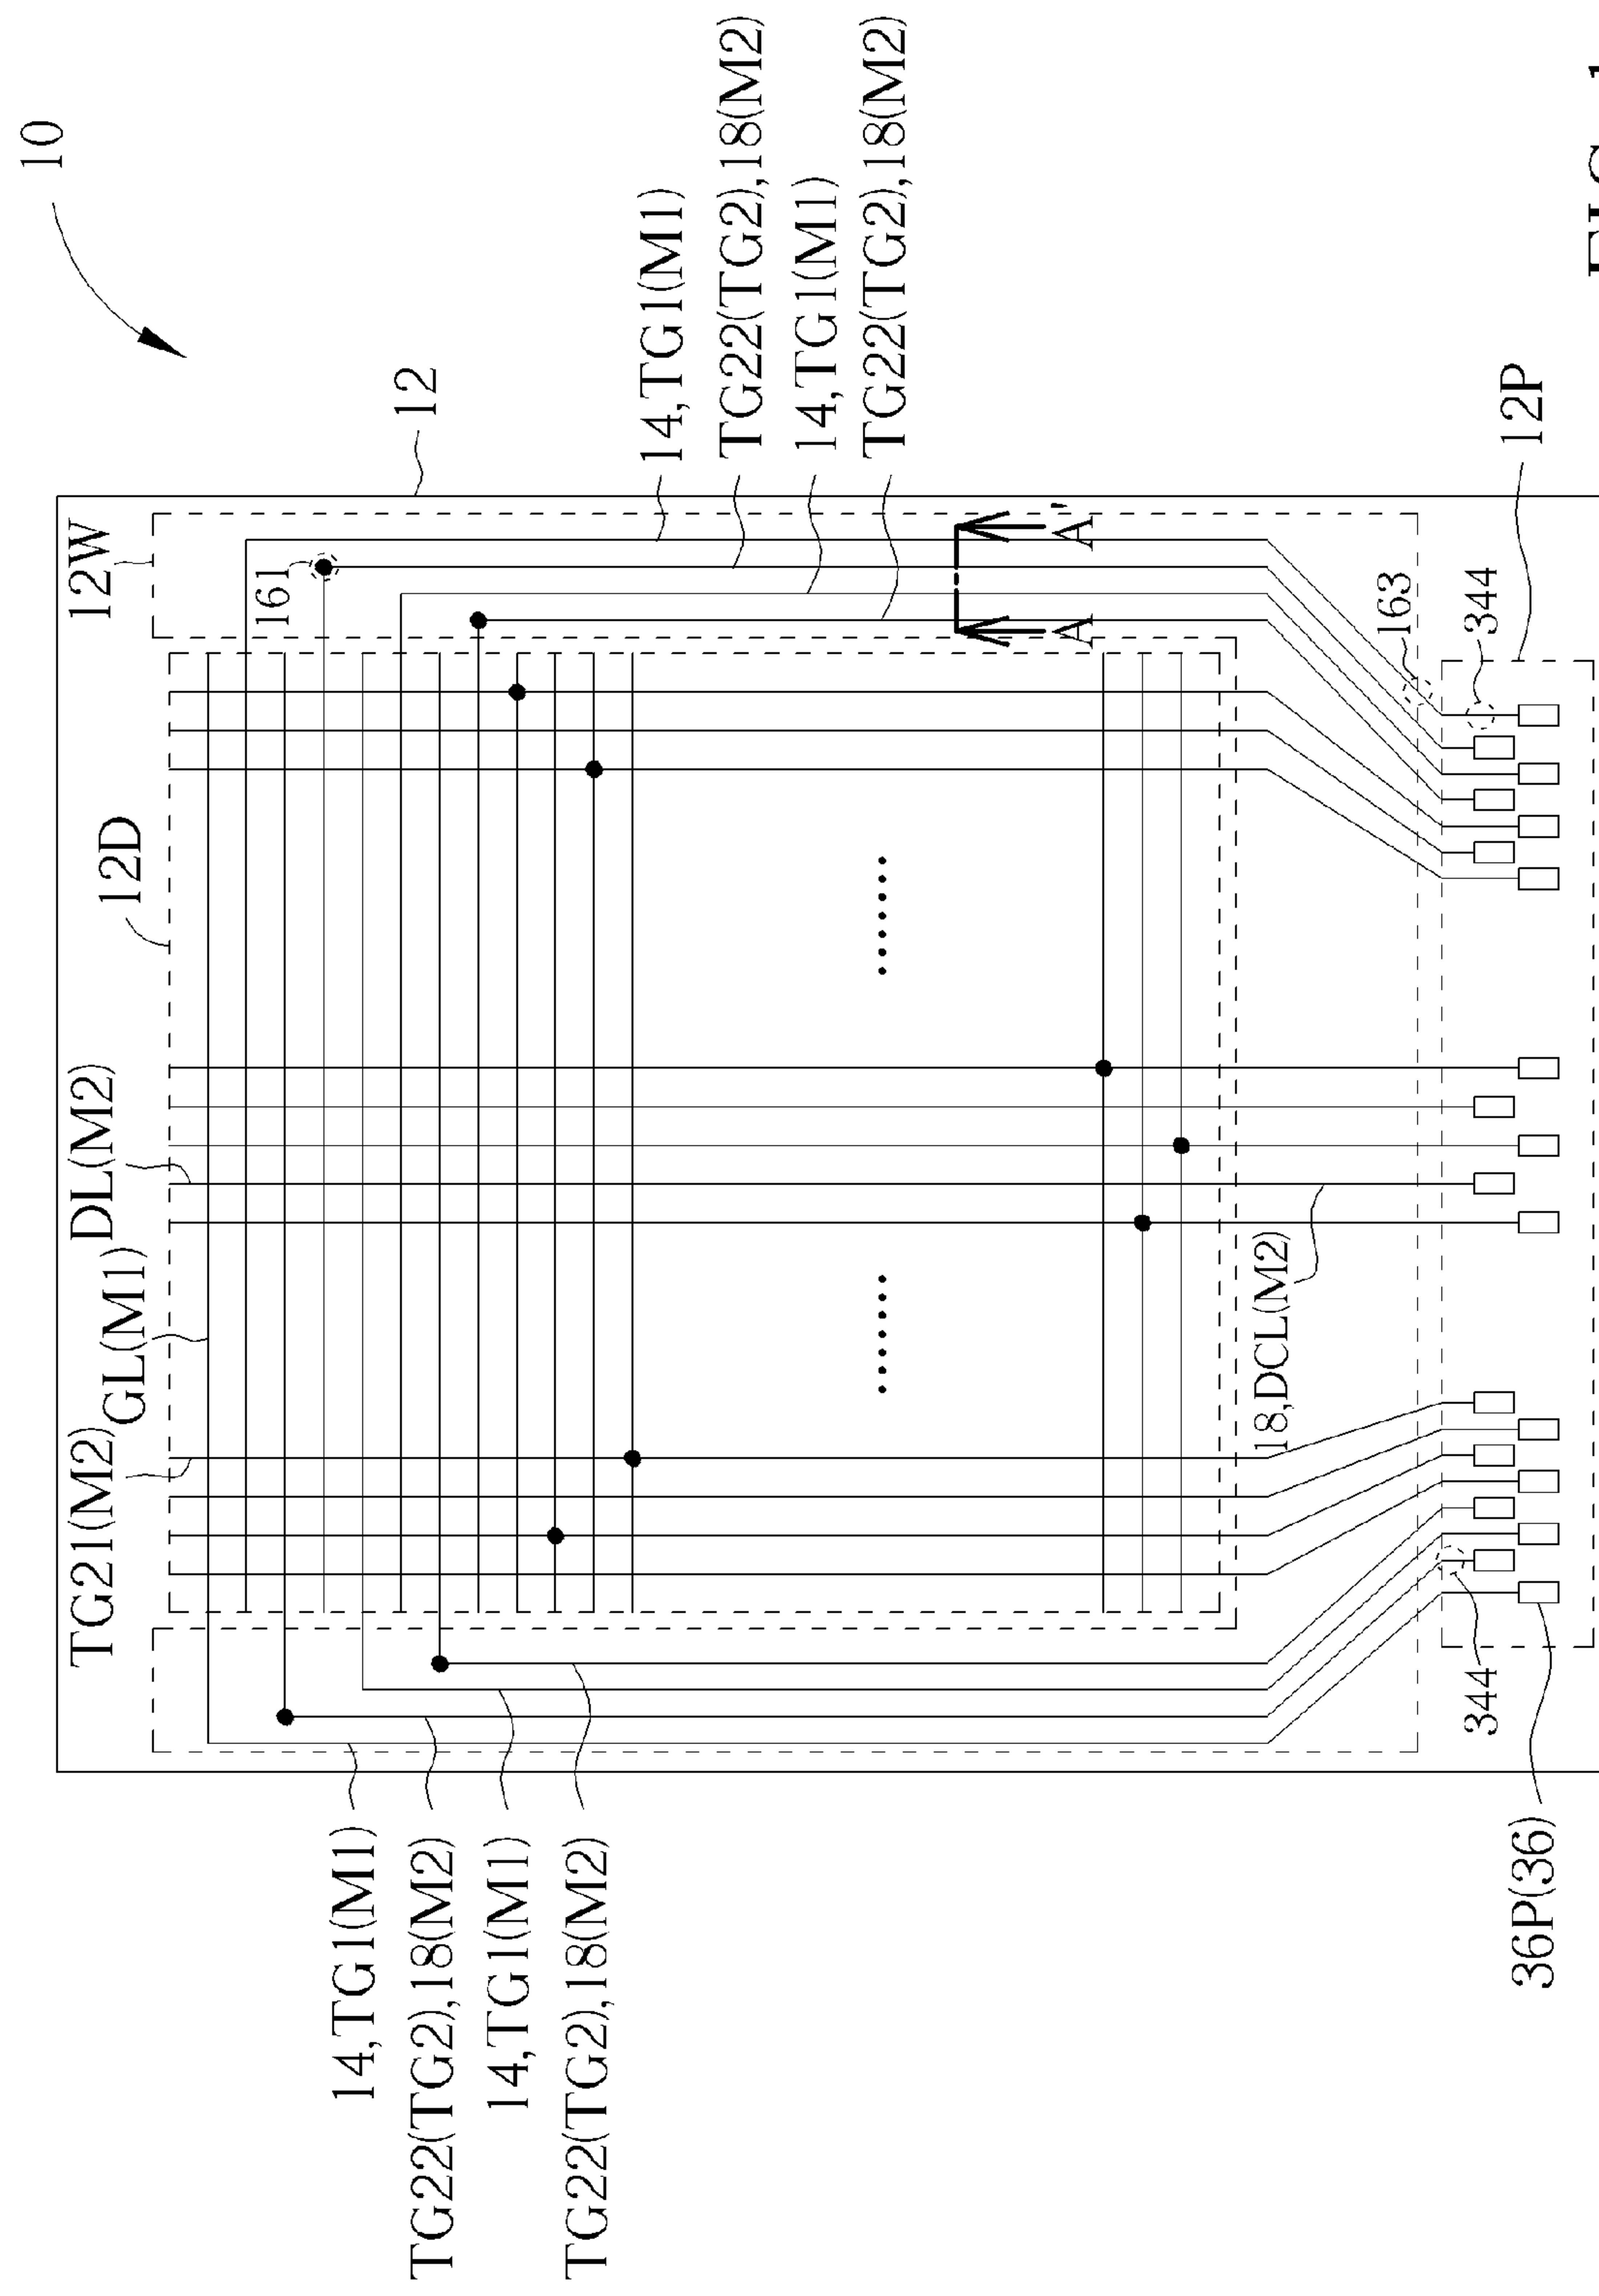 10
12
14,TG1(M1)
TG22(TG2),18(M2)
14,TG1(M1)
TG22(TG2),18(M2)
12P
12W
161
A'
A
163
344
12D
DL(M2)
GL(M1)
TG21(M2)
18,DCL(M2)
344
14,TG1(M1)
TG22(TG2),18(M2)
14,TG1(M1)
TG22(TG2),18(M2)
36P(36)